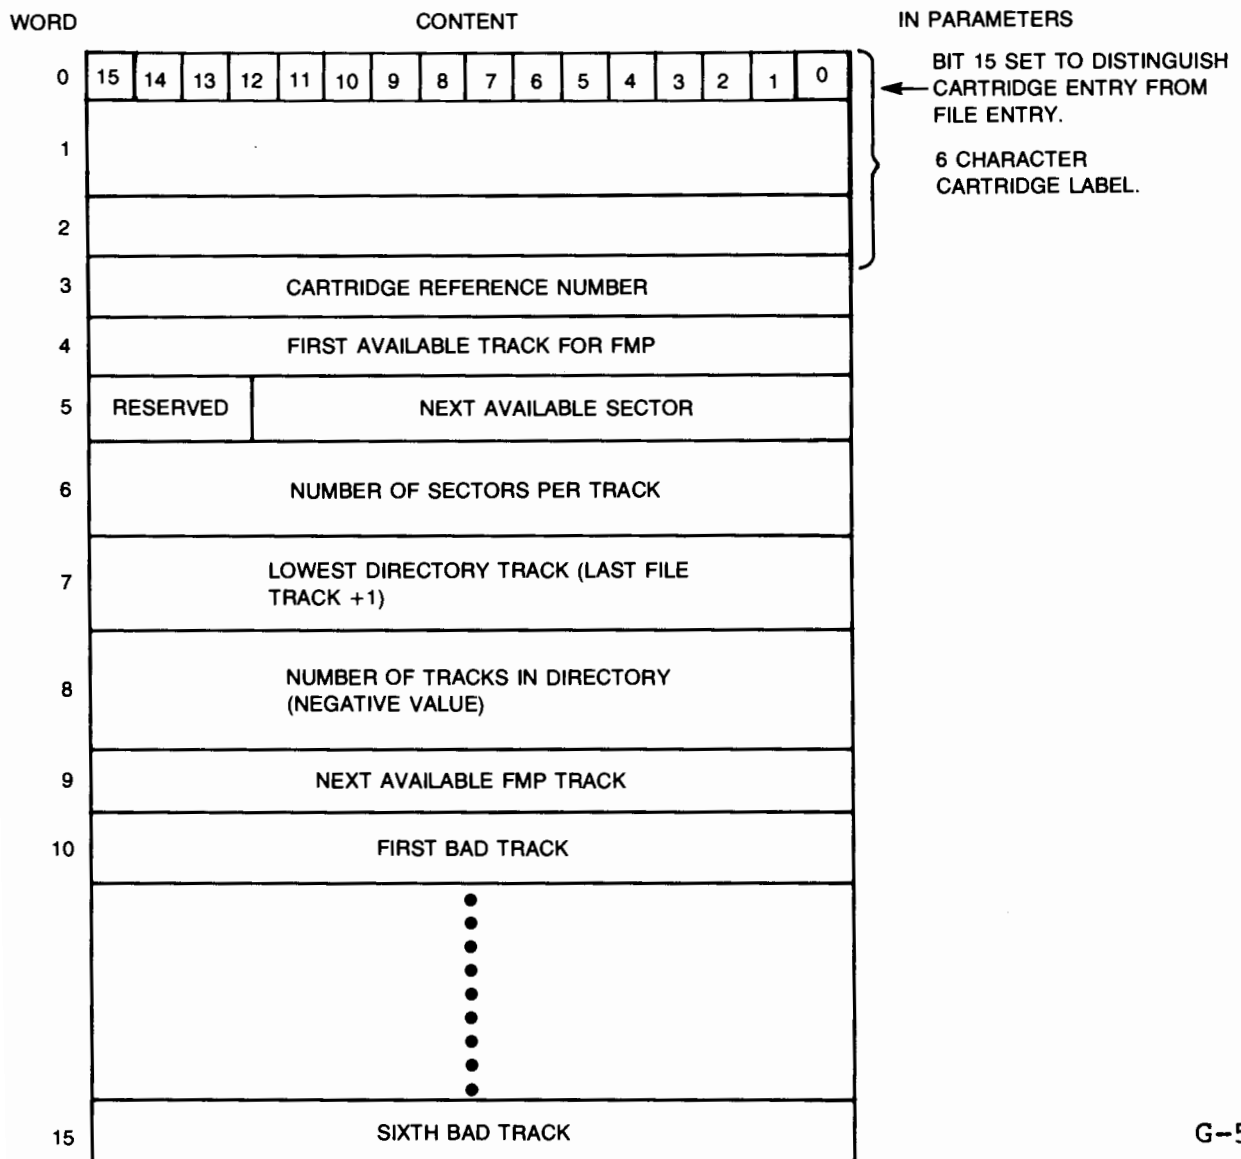 WORD CONTENT IN PARAMETERS
0 15 14 13 12 11 10 9 8 7 6 5 4 3 2 1 0
BIT 15 SET TO DISTINGUISH
CARTRIDGE ENTRY FROM
FILE ENTRY.
1
6 CHARACTER
CARTRIDGE LABEL.
2
3 CARTRIDGE REFERENCE NUMBER
4 FIRST AVAILABLE TRACK FOR FMP
5 RESERVED NEXT AVAILABLE SECTOR
6 NUMBER OF SECTORS PER TRACK
7 LOWEST DIRECTORY TRACK (LAST FILE
TRACK +1)
8 NUMBER OF TRACKS IN DIRECTORY
(NEGATIVE VALUE)
9 NEXT AVAILABLE FMP TRACK
10 FIRST BAD TRACK
15 SIXTH BAD TRACK
G-5